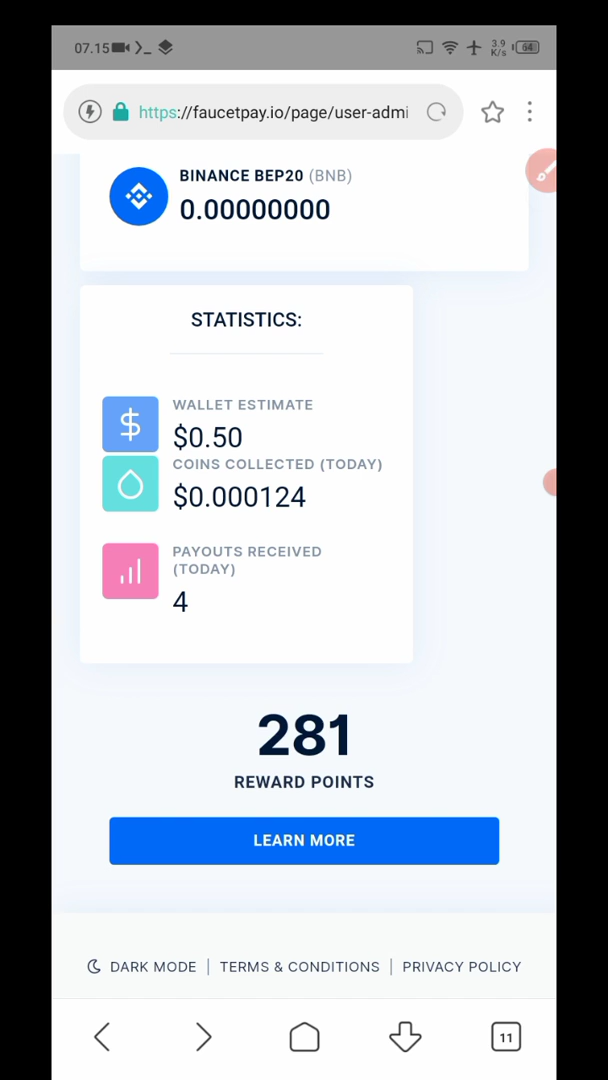 07.15
3.9
K/s
64
https://faucetpay.io/page/user-admi
BINANCE BEP20 (BNB)
0.00000000
STATISTICS:
WALLET ESTIMATE
$0.50
COINS COLLECTED (TODAY)
$0.000124
PAYOUTS RECEIVED
(TODAY)
4
281
REWARD POINTS
LEARN MORE
DARK MODE | TERMS & CONDITIONS | PRIVACY POLICY
11